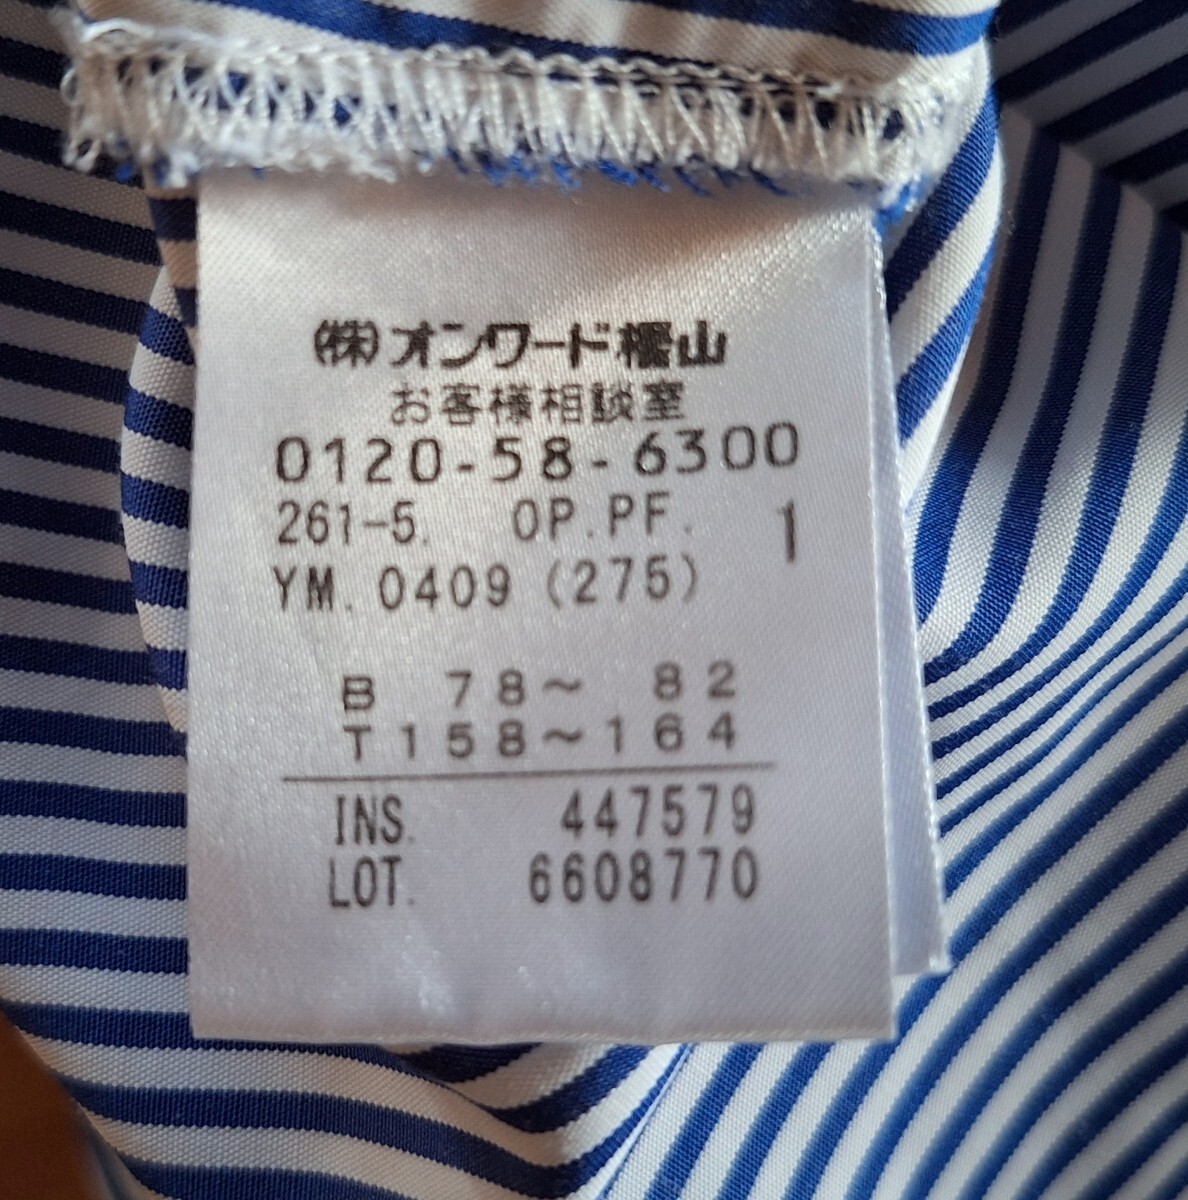 ㈱オンワード樫山
お客様相談室
0120-58-6300
261-5. OP.PF. 1
YM. 0409 (275)
B 78~ 82
T158~164
INS. 447579
LOT. 6608770